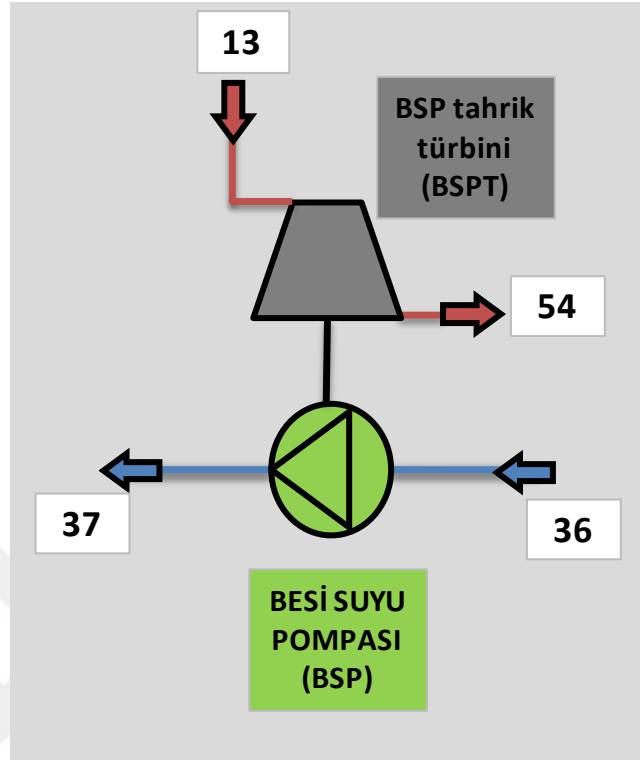 13
BSP tahrik
türbini
(BSPT)
54
37
36
BESİ SUYU
POMPASI
(BSP)